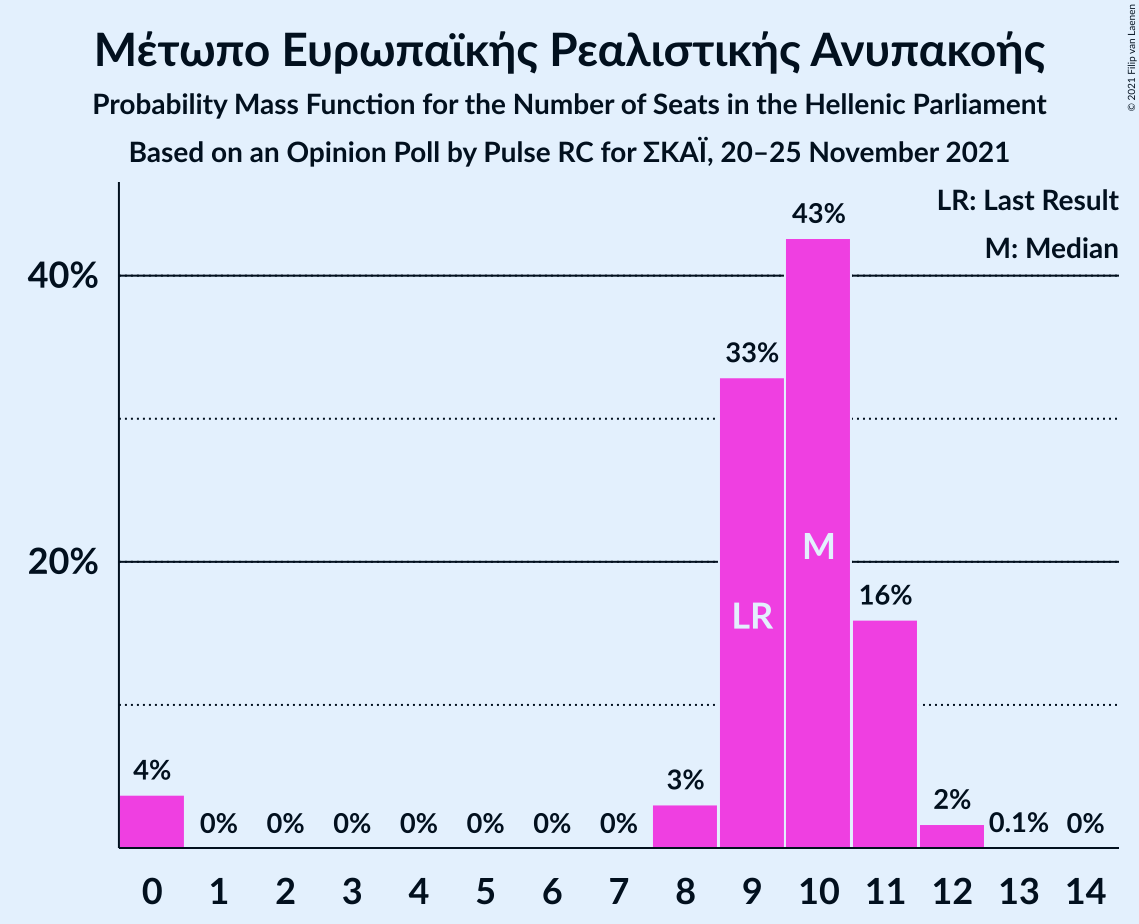 Μέτωπο Ευρωπαϊκής Ρεαλιστικής Ανυπακοής
Probability Mass Function for the Number of Seats in the Hellenic Parliament
Based on an Opinion Poll by Pulse RC for ΣΚΑΪ, 20–25 November 2021
© 2021 Filip van Laenen
LR: Last Result
M: Median
40%
20%
4%
0%
0%
0%
0%
0%
0%
0%
3%
33%
43%
16%
2%
0.1%
0%
LR
M
0 1 2 3 4 5 6 7 8 9 10 11 12 13 14